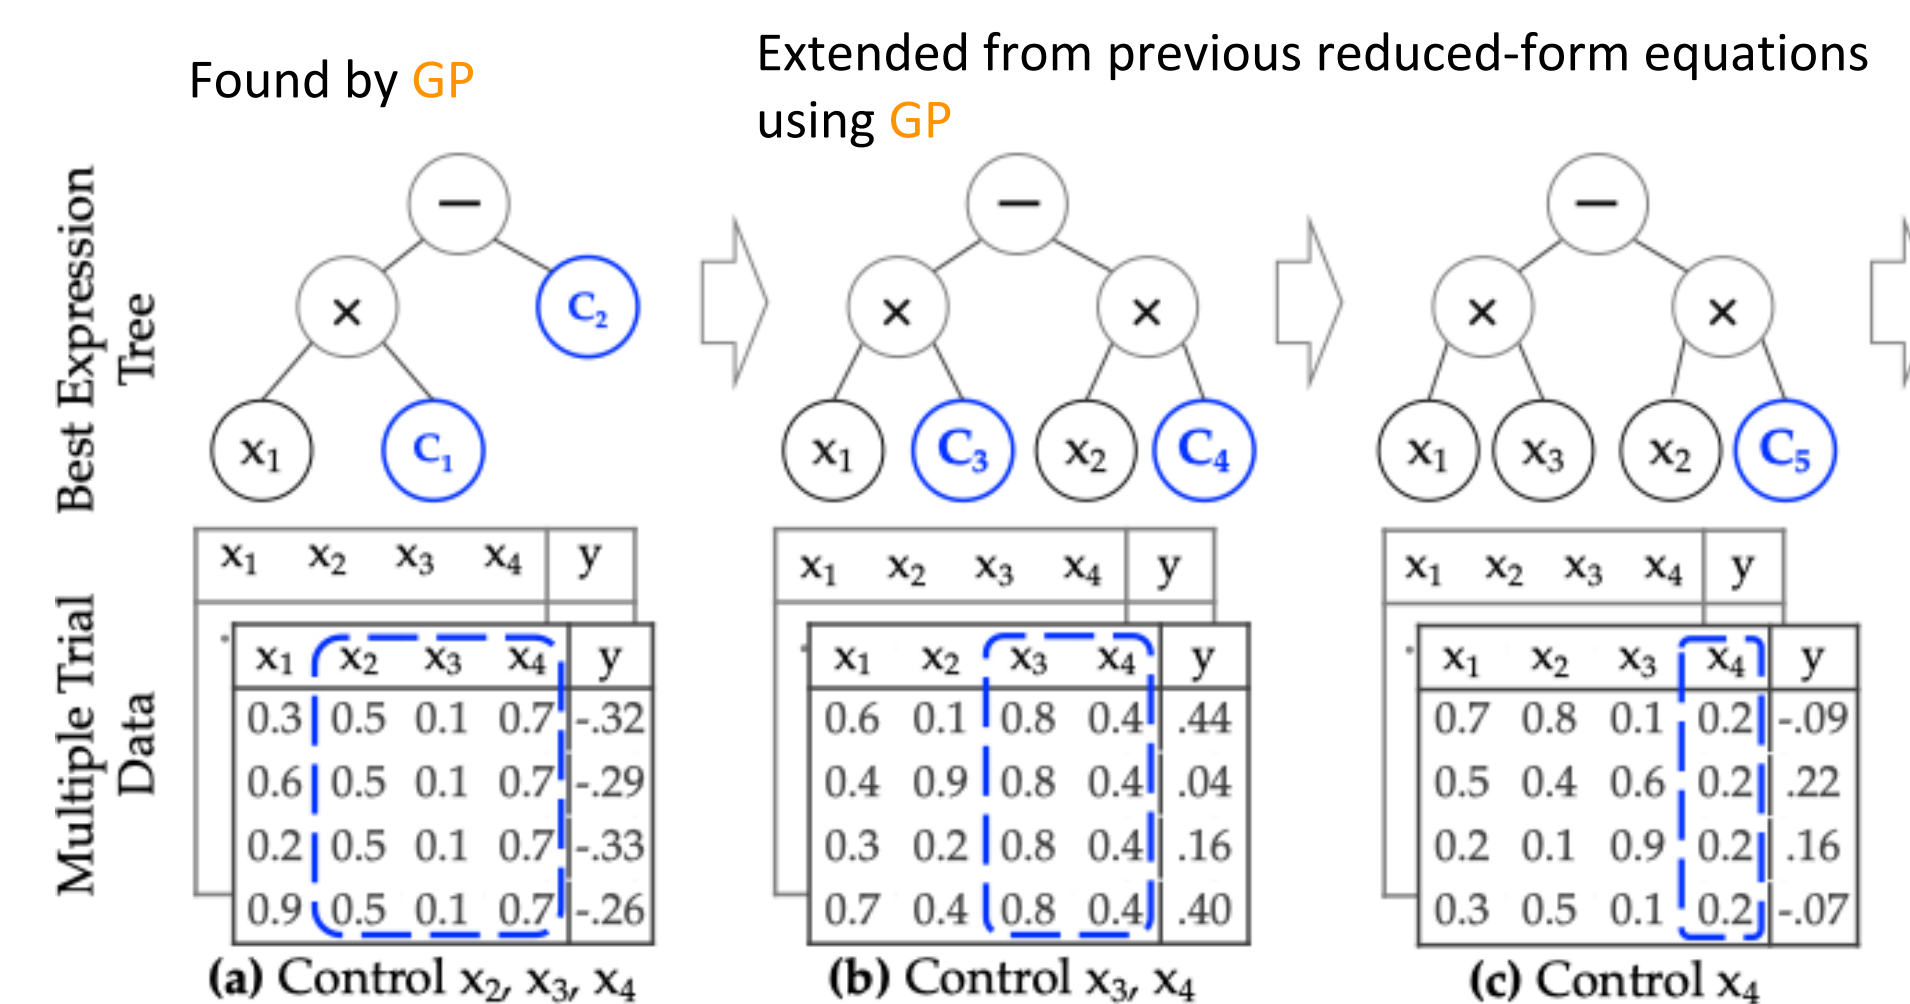 Found by GP
Extended from previous reduced-form equations
using GP
Best Expression
Tree
−
×
C₂
x₁
C₁
−
×
×
x₁
C₃
x₂
C₄
−
×
×
x₁
x₃
x₂
C₅
Multiple Trial
Data
x₁ x₂ x₃ x₄ y
x₁ x₂ x₃ x₄ y
0.3 0.5 0.1 0.7 -.32
0.6 0.5 0.1 0.7 -.29
0.2 0.5 0.1 0.7 -.33
0.9 0.5 0.1 0.7 -.26
(a) Control x₂, x₃, x₄
x₁ x₂ x₃ x₄ y
x₁ x₂ x₃ x₄ y
0.6 0.1 0.8 0.4 .44
0.4 0.9 0.8 0.4 .04
0.3 0.2 0.8 0.4 .16
0.7 0.4 0.8 0.4 .40
(b) Control x₃, x₄
x₁ x₂ x₃ x₄ y
x₁ x₂ x₃ x₄ y
0.7 0.8 0.1 0.2 -.09
0.5 0.4 0.6 0.2 .22
0.2 0.1 0.9 0.2 .16
0.3 0.5 0.1 0.2 -.07
(c) Control x₄